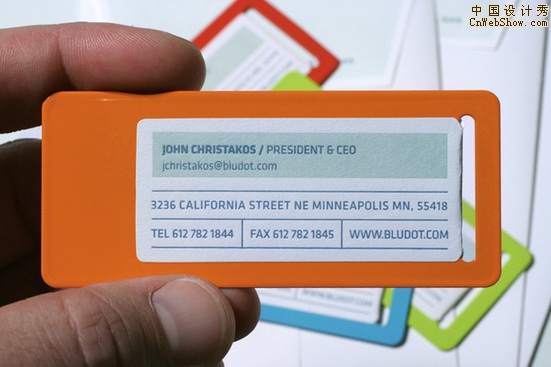 中国设计秀
CnWebShow.com
JOHN CHRISTAKOS / PRESIDENT & CEO
jchristakos@bludot.com
3236 CALIFORNIA STREET NE MINNEAPOLIS MN, 55418
TEL 612 782 1844 FAX 612 782 1845 WWW.BLUDOT.COM